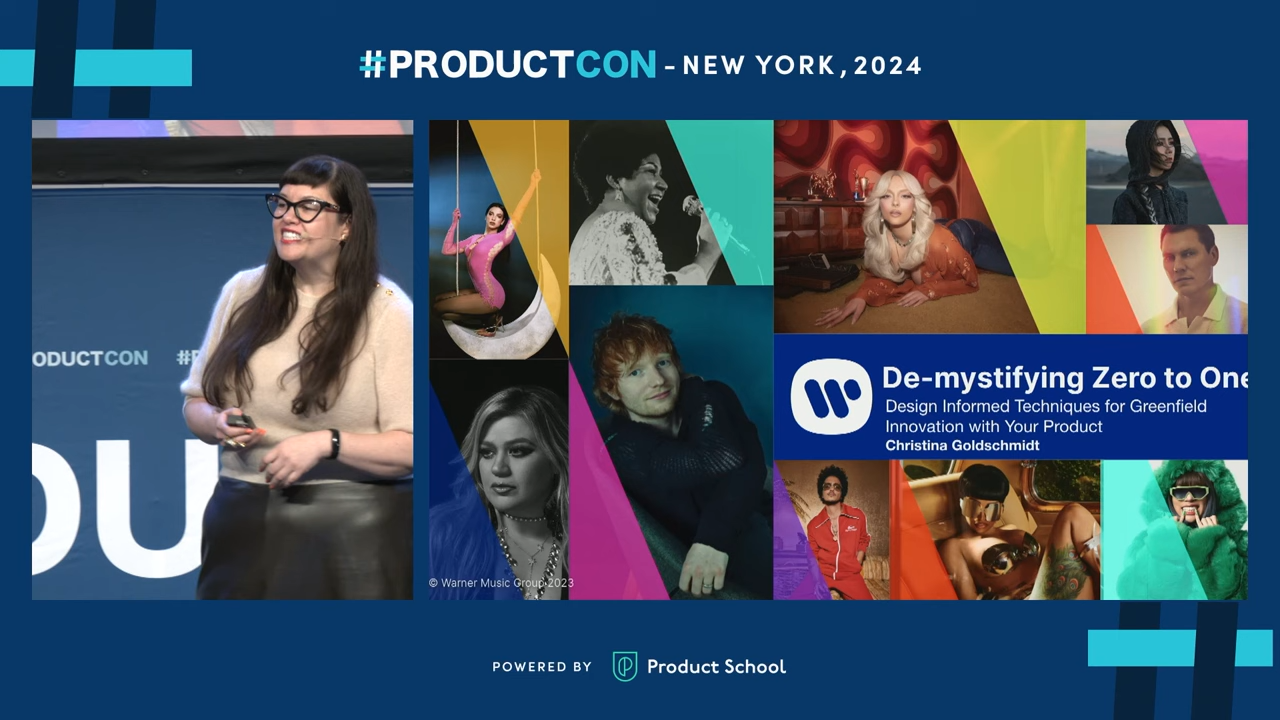 #PRODUCTCON - NEW YORK, 2024
ODUCTCON #P
OU
De-mystifying Zero to One
Design Informed Techniques for Greenfield
Innovation with Your Product
Christina Goldschmidt
© Warner Music Group 2023
POWERED BY Product School